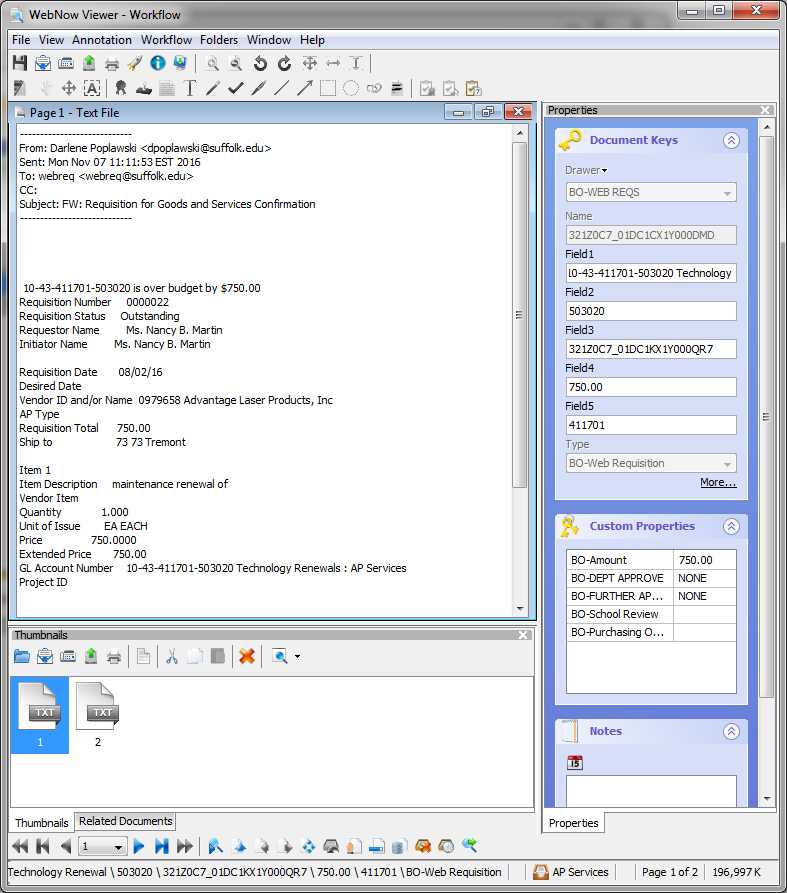 WebNow Viewer - Workflow
File View Annotation Workflow Folders Window Help
Page1 - Text File
----------------------------
From: Darlene Poplawski <dpoplawski@suffolk.edu>
Sent: Mon Nov 07 11:11:53 EST 2016
To: webreq <webreq@suffolk.edu>
CC:
Subject: FW: Requisition for Goods and Services Confirmation
----------------------------
10-43-411701-503020 is over budget by $750.00
Requisition Number 0000022
Requisition Status Outstanding
Requestor Name Ms. Nancy B. Martin
Initiator Name Ms. Nancy B. Martin
Requisition Date 08/02/16
Desired Date
Vendor ID and/or Name 0979658 Advantage Laser Products, Inc
AP Type
Requisition Total 750.00
Ship to 73 73 Tremont
Item 1
Item Description maintenance renewal of
Vendor Item
Quantity 1.000
Unit of Issue EA EACH
Price 750.0000
Extended Price 750.00
GL Account Number 10-43-411701-503020 Technology Renewals : AP Services
Project ID
Properties
Document Keys
Drawer
BO-WEB REQS
Name
321Z0C7_01DC1CX1Y000DMD
Field1
10-43-411701-503020 Technology
Field2
503020
Field3
321Z0C7_01DC1KX1Y000QR7
Field4
750.00
Field5
411701
Type
BO-Web Requisition
More...
Custom Properties
BO-Amount 750.00
BO-DEPT APPROVE NONE
BO-FURTHER AP... NONE
BO-School Review
BO-Purchasing O...
Notes
15
Properties
Thumbnails
TXT TXT
1 2
Thumbnails Related Documents
1
Technology Renewal \ 503020 \ 321Z0C7_01DC1KX1Y000QR7 \ 750.00 \ 411701 \BO-Web Requisition AP Services Page 1 of 2 196,997 K